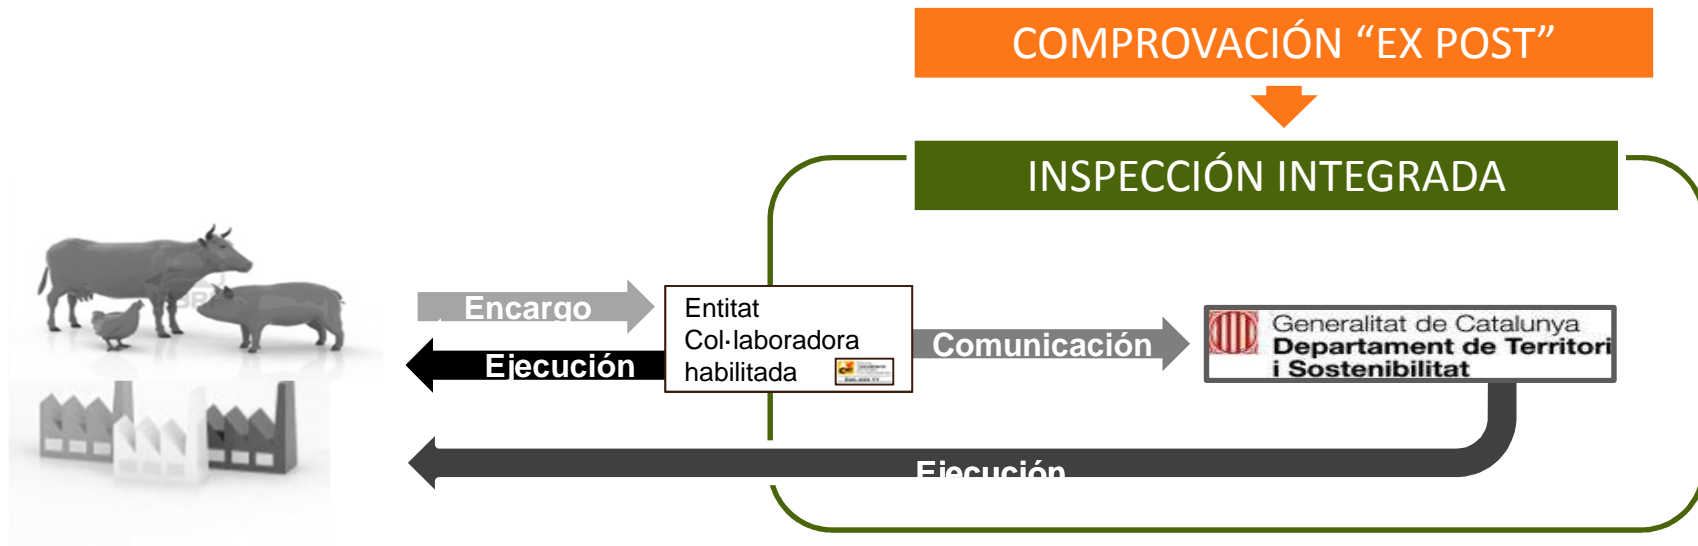 COMPROVACIÓN “EX POST”
INSPECCIÓN INTEGRADA
Encargo
Ejecución
Entitat
Col·laboradora
habilitada
Comunicación
Generalitat de Catalunya
Departament de Territori
i Sostenibilitat
Ejecución